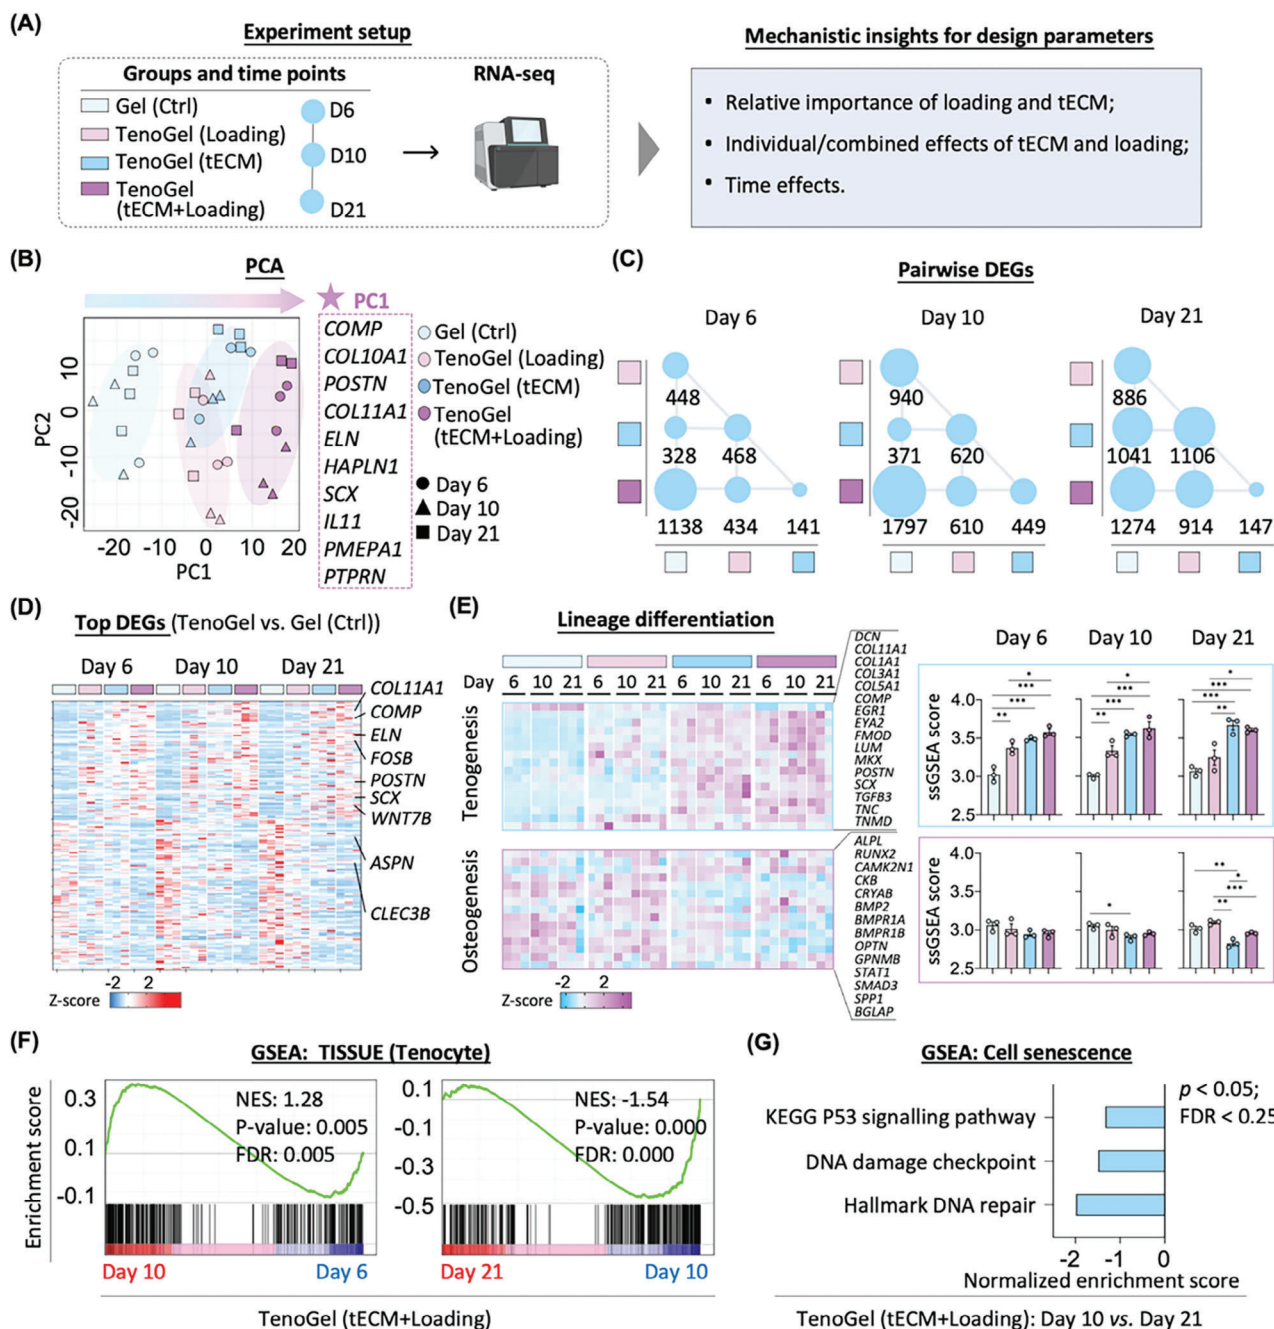 (A)
Experiment setup
Groups and time points
Gel (Ctrl)
TenoGel (Loading)
TenoGel (tECM)
TenoGel
(tECM+Loading)
D6
D10
D21
RNA-seq
Mechanistic insights for design parameters
• Relative importance of loading and tECM;
• Individual/combined effects of tECM and loading;
• Time effects.
(B)
PCA
PC1
PC2
10
0
-10
-20
-20 -10 0 10 20
PC1
COMP
COL10A1
POSTN
COL11A1
ELN
HAPLN1
SCX
IL11
PMEPA1
PTPRN
Gel (Ctrl)
TenoGel (Loading)
TenoGel (tECM)
TenoGel
(tECM+Loading)
Day 6
Day 10
Day 21
(C)
Pairwise DEGs
Day 6
448
328 468
1138 434 141
Day 10
940
371 620
1797 610 449
Day 21
886
1041 1106
1274 914 147
(D)
Top DEGs (TenoGel vs. Gel (Ctrl))
Day 6 Day 10 Day 21
COL11A1
COMP
ELN
FOSB
POSTN
SCX
WNT7B
ASPN
CLEC3B
Z-score
-2 2
(E)
Lineage differentiation
Day 6 10 21 6 10 21 6 10 21 6 10 21
Tenogenesis
DCN
COL11A1
COL1A1
COL3A1
COL5A1
COMP
EGR1
EYA2
FMOD
LUM
MKX
POSTN
SCX
TGFB3
TNC
TNMD
Osteogenesis
ALPL
RUNX2
CAMK2N1
CKB
CRYAB
BMP2
BMPR1A
BMPR1B
OPTN
GPNMB
STAT1
SMAD3
SPP1
BGLAP
Z-score
-2 2
Day 6 Day 10 Day 21
ssGSEA score
4.0
3.5
3.0
2.5
*
***
**
*
***
***
**
*
***
***
***
**
ssGSEA score
4.0
3.5
3.0
2.5
*
**
*
***
**
(F)
GSEA: TISSUE (Tenocyte)
Enrichment score
0.3
0.1
-0.1
NES: 1.28
P-value: 0.005
FDR: 0.005
Day 10 Day 6
0.1
-0.1
-0.3
-0.5
NES: -1.54
P-value: 0.000
FDR: 0.000
Day 21 Day 10
TenoGel (tECM+Loading)
(G)
GSEA: Cell senescence
p < 0.05;
FDR < 0.25
KEGG P53 signalling pathway
DNA damage checkpoint
Hallmark DNA repair
-2 -1 0
Normalized enrichment score
TenoGel (tECM+Loading): Day 10 vs. Day 21